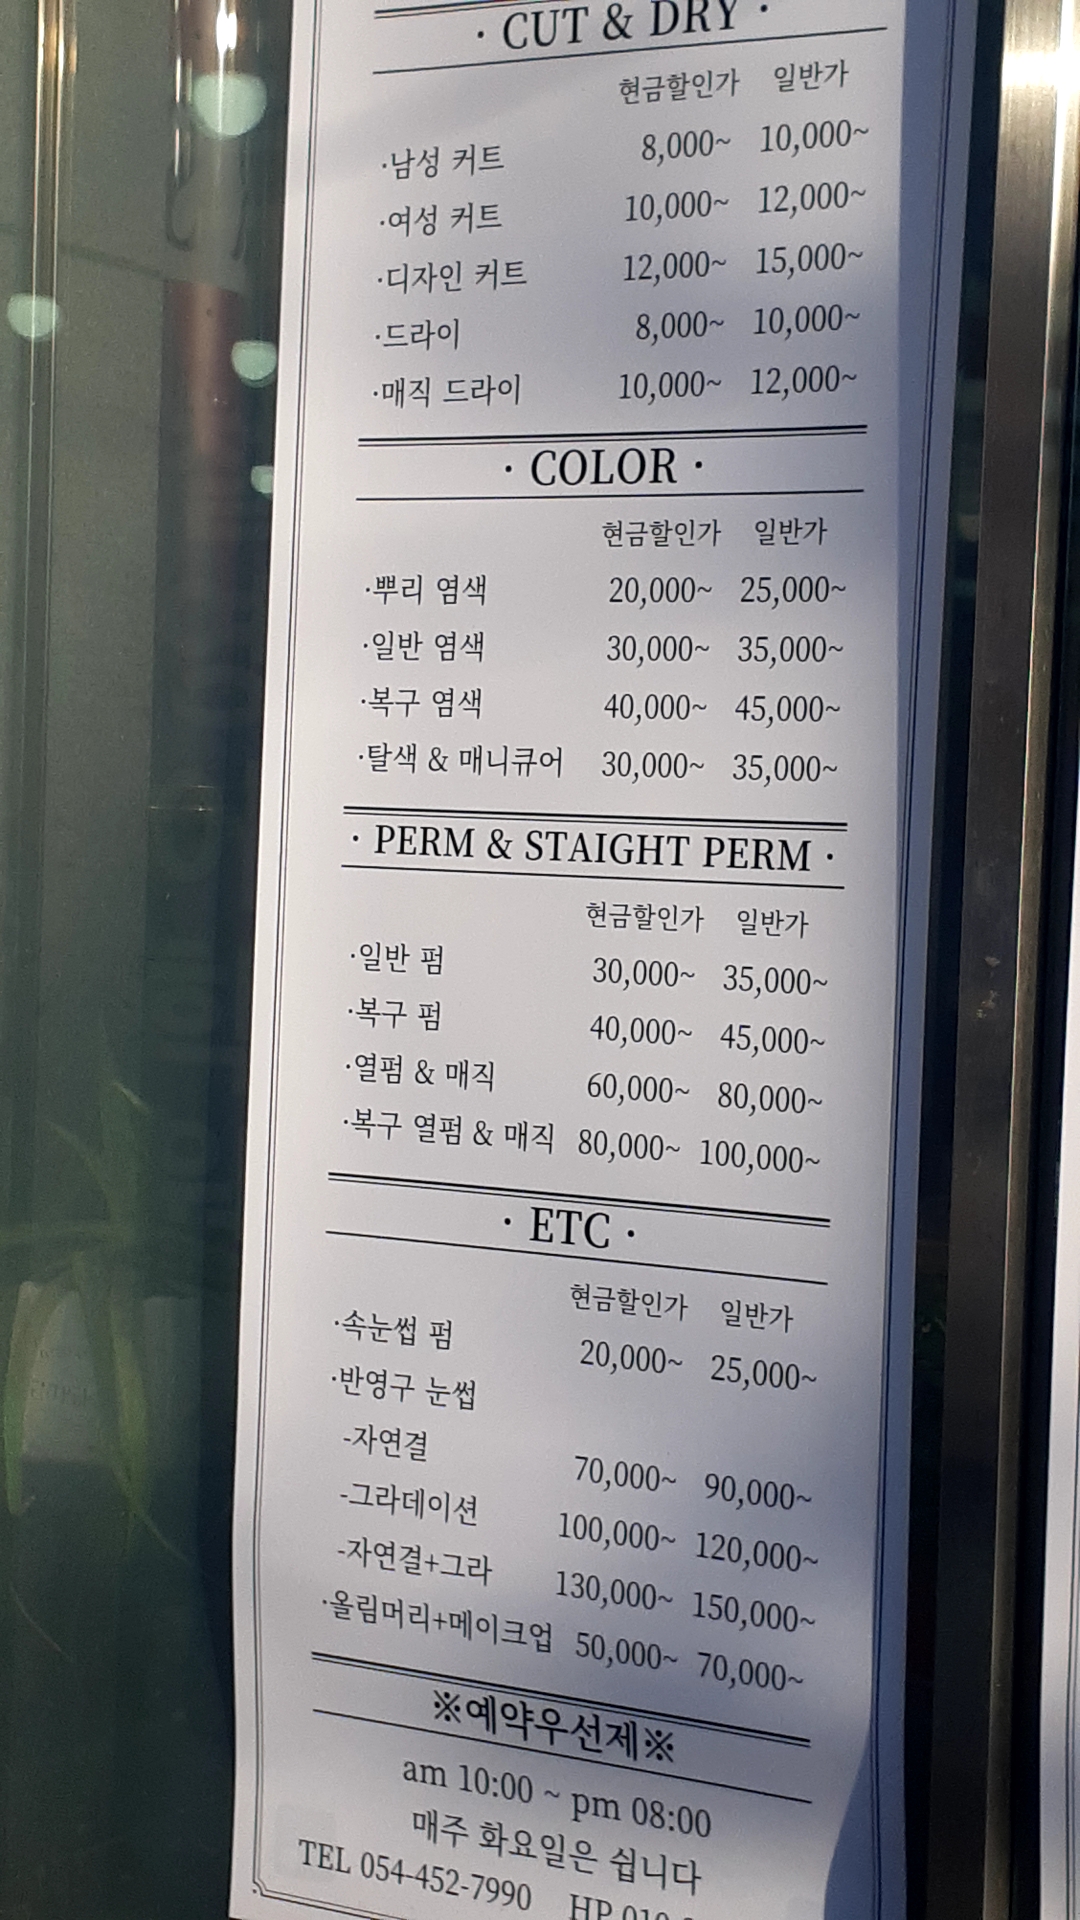 · CUT & DRY ·
현금할인가 일반가
·남성 커트 8,000~ 10,000~
·여성 커트 10,000~ 12,000~
·디자인 커트 12,000~ 15,000~
·드라이 8,000~ 10,000~
·매직 드라이 10,000~ 12,000~
· COLOR ·
현금할인가 일반가
·뿌리 염색 20,000~ 25,000~
·일반 염색 30,000~ 35,000~
·복구 염색 40,000~ 45,000~
·탈색 & 매니큐어 30,000~ 35,000~
· PERM & STAIGHT PERM ·
현금할인가 일반가
·일반 펌 30,000~ 35,000~
·복구 펌 40,000~ 45,000~
·열펌 & 매직 60,000~ 80,000~
·복구 열펌 & 매직 80,000~ 100,000~
· ETC ·
현금할인가 일반가
·속눈썹 펌 20,000~ 25,000~
·반영구 눈썹
-자연결 70,000~ 90,000~
-그라데이션 100,000~ 120,000~
-자연결+그라 130,000~ 150,000~
·올림머리+메이크업 50,000~ 70,000~
※예약우선제※
am 10:00 ~ pm 08:00
매주 화요일은 쉽니다
TEL 054-452-7990 HP 010